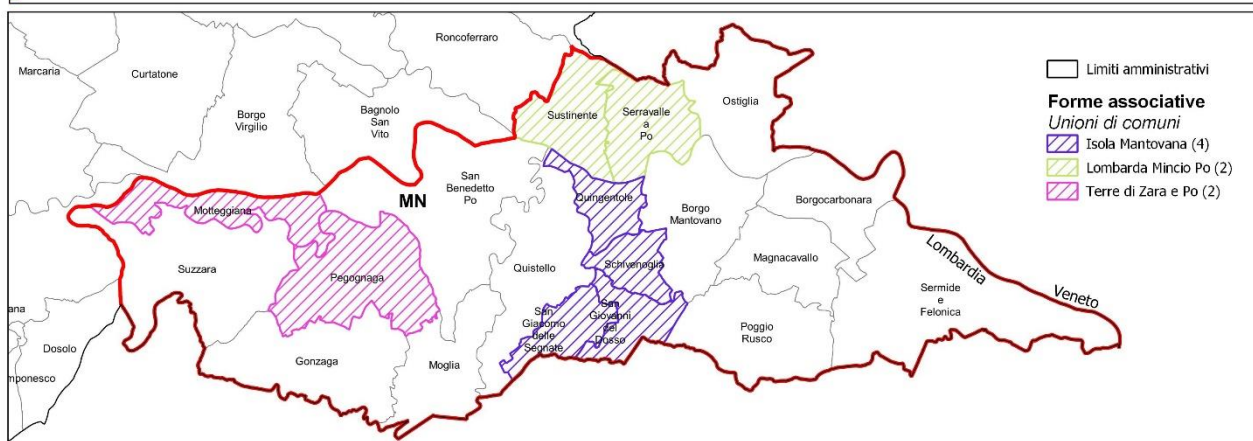 Roncoferraro
Marcaria
Curtatone
Borgo
Virgilio
Bagnolo
San
Vito
Sustinente
Serravalle
a
Po
Ostiglia
MN
San
Benedetto
Po
Motteggiana
Suzzara
Pegognaga
Quingentole
Borgo
Mantovano
Borgocarbonara
Magnacavallo
Quistello
Schivenoglia
San
Giacomo
delle
Segnate
San
Giovanni
del
Dosso
Poggio
Rusco
Sermide
e
Felonica
Lombardia
Veneto
Gonzaga
Moglia
ana
Dosolo
mponesco
Limiti amministrativi
Forme associative
Unioni di comuni
Isola Mantovana (4)
Lombarda Mincio Po (2)
Terre di Zara e Po (2)